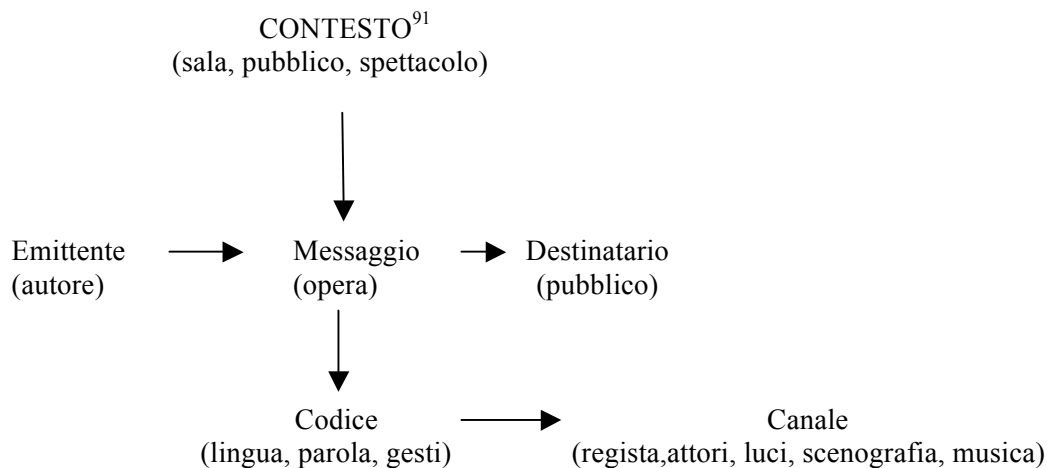 CONTESTO91
(sala, pubblico, spettacolo)
Emittente Messaggio Destinatario
(autore) (opera) (pubblico)
Codice Canale
(lingua, parola, gesti) (regista,attori, luci, scenografia, musica)